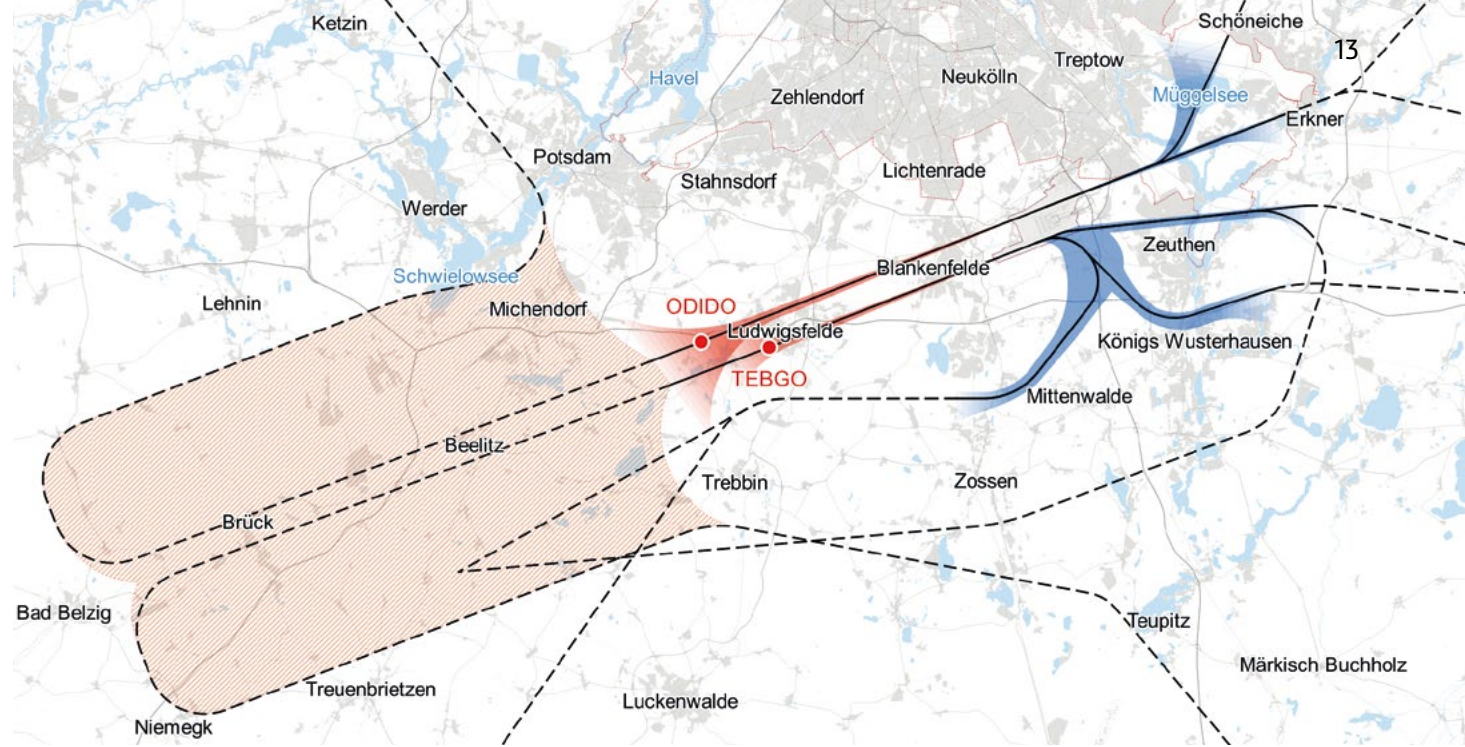 Ketzin
Schöneiche
13
Treptow
Havel
Neukölln
Zehlendorf
Müggelsee
Erkner
Potsdam
Lichtenrade
Stahnsdorf
Werder
Zeuthen
Blankenfelde
Schwielowsee
Lehnin
Michendorf
ODIDO
Ludwigsfelde
Königs Wusterhausen
TEBGO
Mittenwalde
Beelitz
Trebbin
Zossen
Brück
Bad Belzig
Teupitz
Märkisch Buchholz
Treuenbrietzen
Luckenwalde
Niemegk